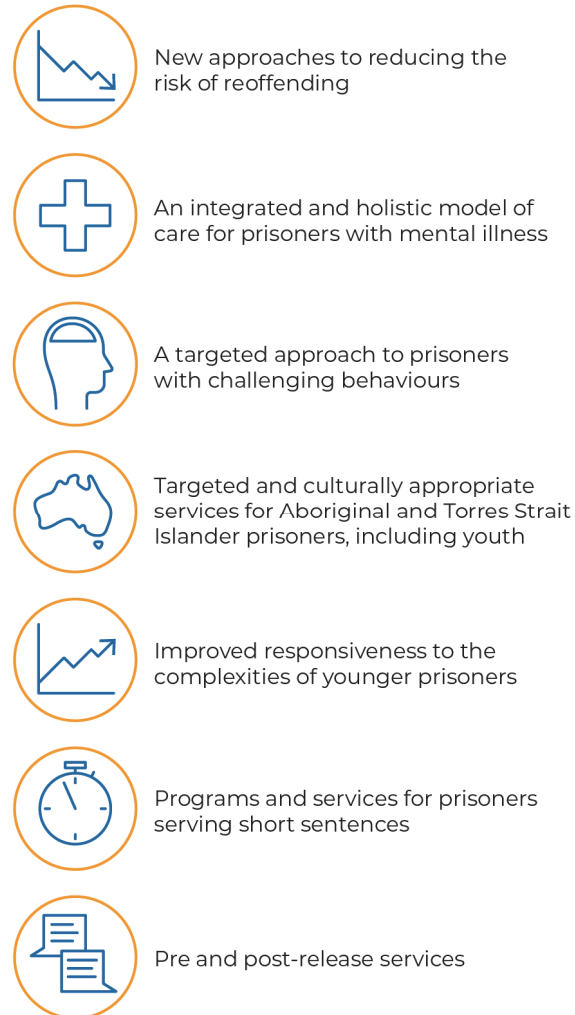 New approaches to reducing the
risk of reoffending
An integrated and holistic model of
care for prisoners with mental illness
A targeted approach to prisoners
with challenging behaviours
Targeted and culturally appropriate
services for Aboriginal and Torres Strait
Islander prisoners, including youth
Improved responsiveness to the
complexities of younger prisoners
Programs and services for prisoners
serving short sentences
Pre and post-release services